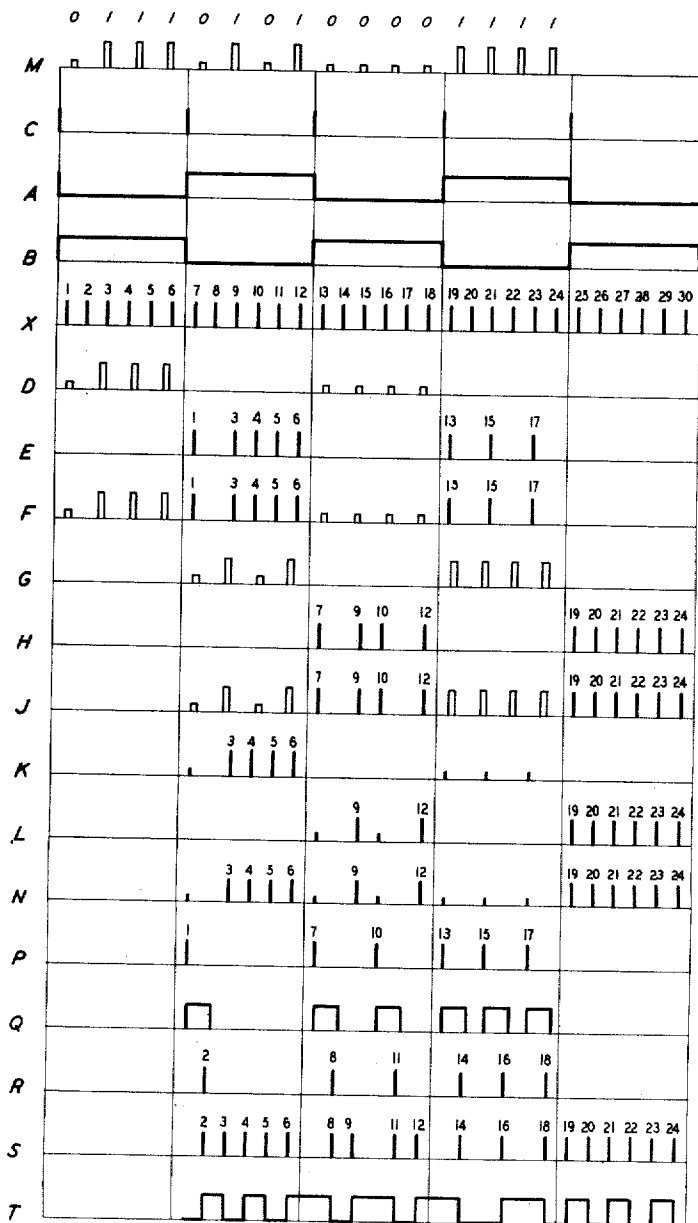 0 1 1 1 0 1 0 1 0 0 0 0 1 1 1 1
M
C
A
B
1 2 3 4 5 6 7 8 9 10 11 12 13 14 15 16 17 18 19 20 21 22 23 24 25 26 27 28 29 30
X
D
1 3 4 5 6 13 15 17
E
1 3 4 5 6 13 15 17
F
G
7 9 10 12 19 20 21 22 23 24
H
7 9 10 12 19 20 21 22 23 24
J
3 4 5 6
K
9 12 19 20 21 22 23 24
L
3 4 5 6 9 12 19 20 21 22 23 24
N
1 7 10 13 15 17
P
Q
2 8 11 14 16 18
R
2 3 4 5 6 8 9 11 12 14 16 18 19 20 21 22 23 24
S
T